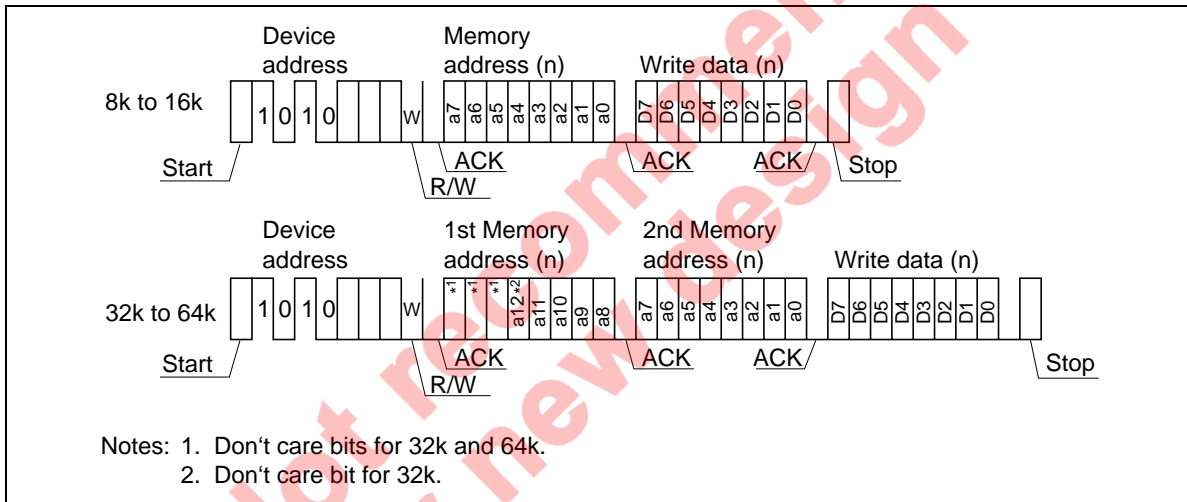 Device address
Memory address (n)
Write data (n)
8k to 16k
1 0 1 0 W a7 a6 a5 a4 a3 a2 a1 a0 D7 D6 D5 D4 D3 D2 D1 D0
Start
R/W
ACK
ACK
ACK
Stop
Device address
1st Memory address (n)
2nd Memory address (n)
Write data (n)
32k to 64k
1 0 1 0 W *1 *1 *1 a12*2 a11 a10 a9 a8 a7 a6 a5 a4 a3 a2 a1 a0 D7 D6 D5 D4 D3 D2 D1 D0
Start
R/W
ACK
ACK
ACK
Stop
Notes: 1. Don't care bits for 32k and 64k.
2. Don't care bit for 32k.
ot recommen
new design